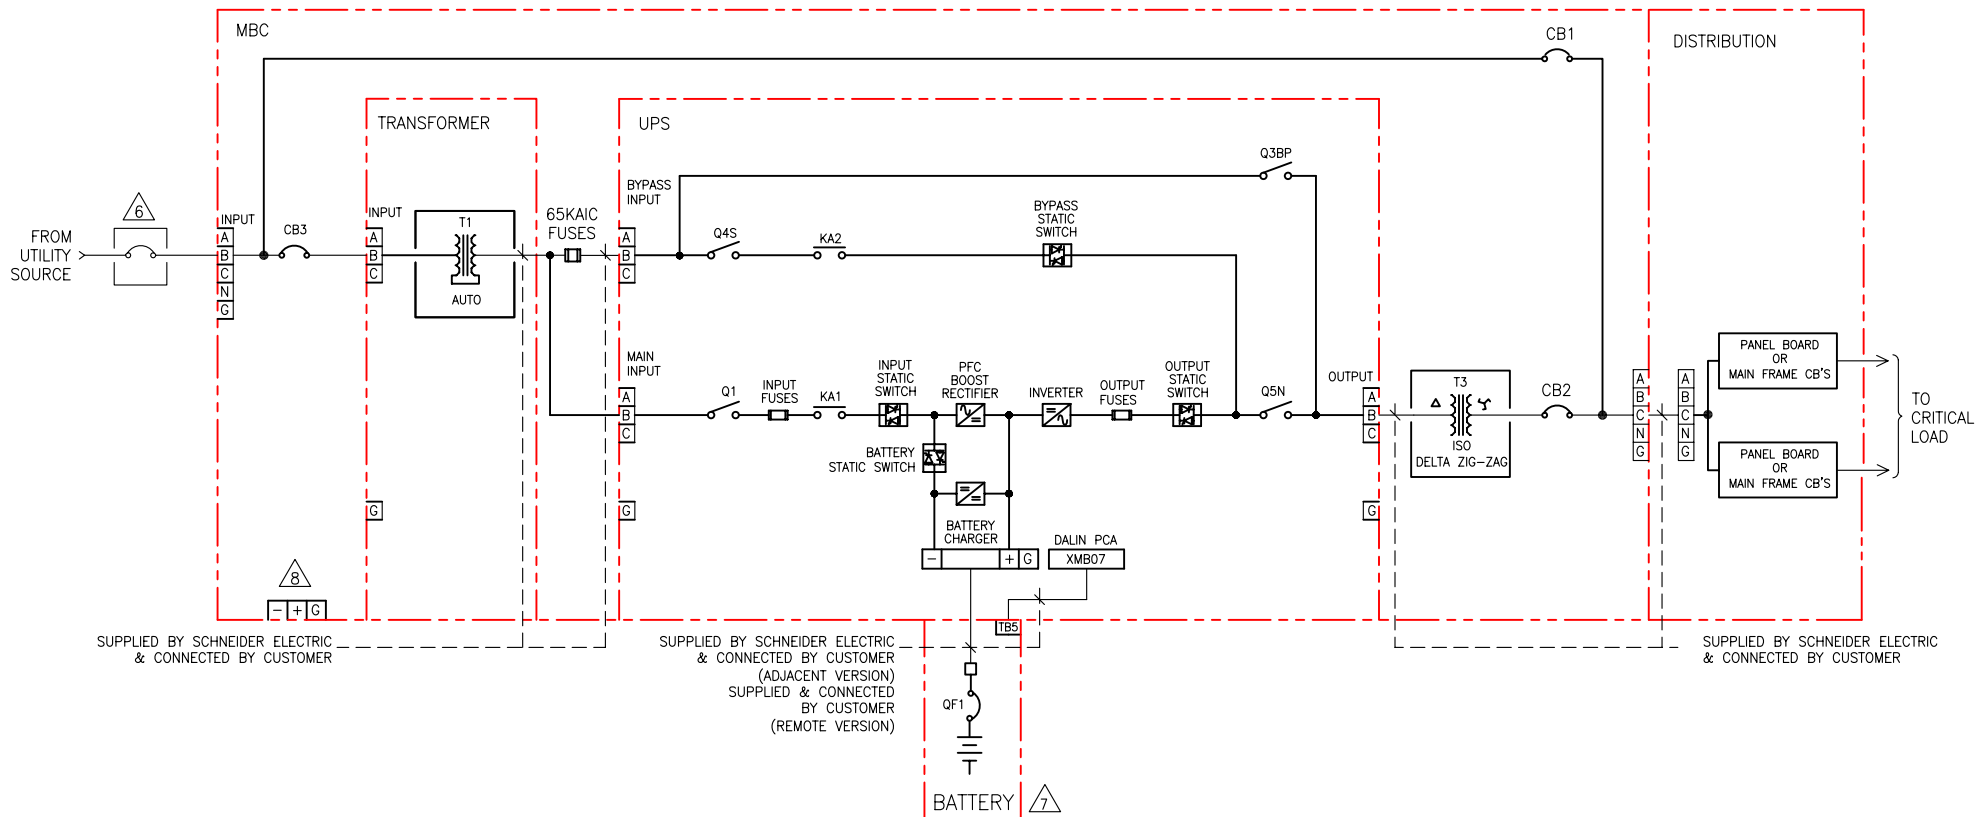 MBC
CB1
DISTRIBUTION
TRANSFORMER
UPS
Q3BP
BYPASS
INPUT
6
INPUT
CB3
INPUT
T1
65KAIC
FUSES
BYPASS
STATIC
SWITCH
Q4S
KA2
FROM
UTILITY
SOURCE
A
B
C
N
G
A
B
C
AUTO
A
B
C
MAIN
INPUT
Q1
INPUT
FUSES
KA1
INPUT
STATIC
SWITCH
PFC
BOOST
RECTIFIER
INVERTER
OUTPUT
FUSES
OUTPUT
STATIC
SWITCH
Q5N
OUTPUT
A
B
C
A
B
C
T3
ISO
DELTA ZIG-ZAG
CB2
A
B
C
N
G
A
B
C
N
G
PANEL BOARD
OR
MAIN FRAME CB'S
PANEL BOARD
OR
MAIN FRAME CB'S
TO
CRITICAL
LOAD
BATTERY
STATIC SWITCH
G
G
G
BATTERY
CHARGER
- + G
DALIN PCA
XMB07
8
- + G
TB5
SUPPLIED BY SCHNEIDER ELECTRIC
& CONNECTED BY CUSTOMER
SUPPLIED BY SCHNEIDER ELECTRIC
& CONNECTED BY CUSTOMER
(ADJACENT VERSION)
SUPPLIED & CONNECTED
BY CUSTOMER
(REMOTE VERSION)
SUPPLIED BY SCHNEIDER ELECTRIC
& CONNECTED BY CUSTOMER
QF1
BATTERY
7